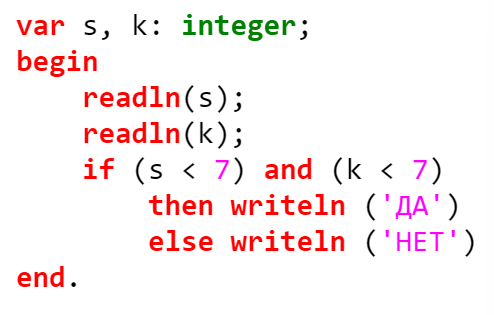 var s, k: integer;
begin
    readln(s);
    readln(k);
    if (s < 7) and (k < 7)
        then writeln ('ДА')
        else writeln ('НЕТ')
end.